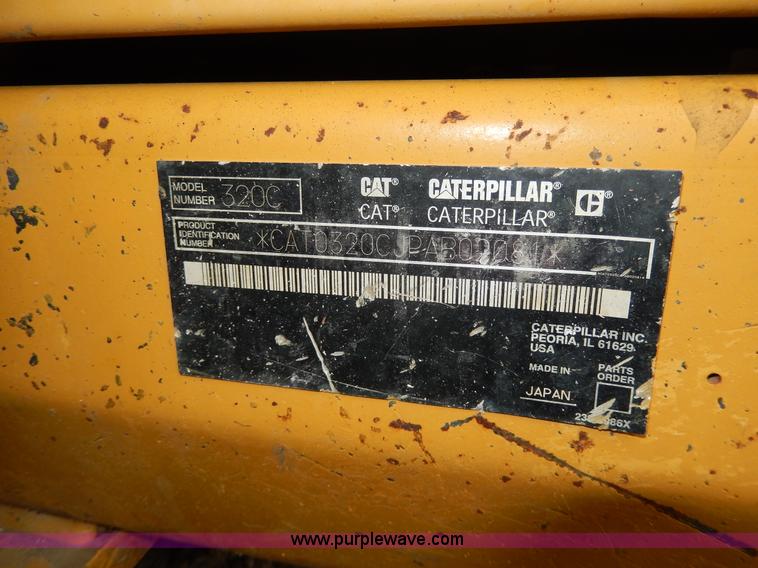 MODEL NUMBER 320C
CAT® CATERPILLAR®
CAT® CATERPILLAR® ®
PRODUCT IDENTIFICATION NUMBER
CATERPILLAR INC.
PEORIA, IL 61629
USA
MADE IN
JAPAN
PARTS ORDER
www.purplewave.com